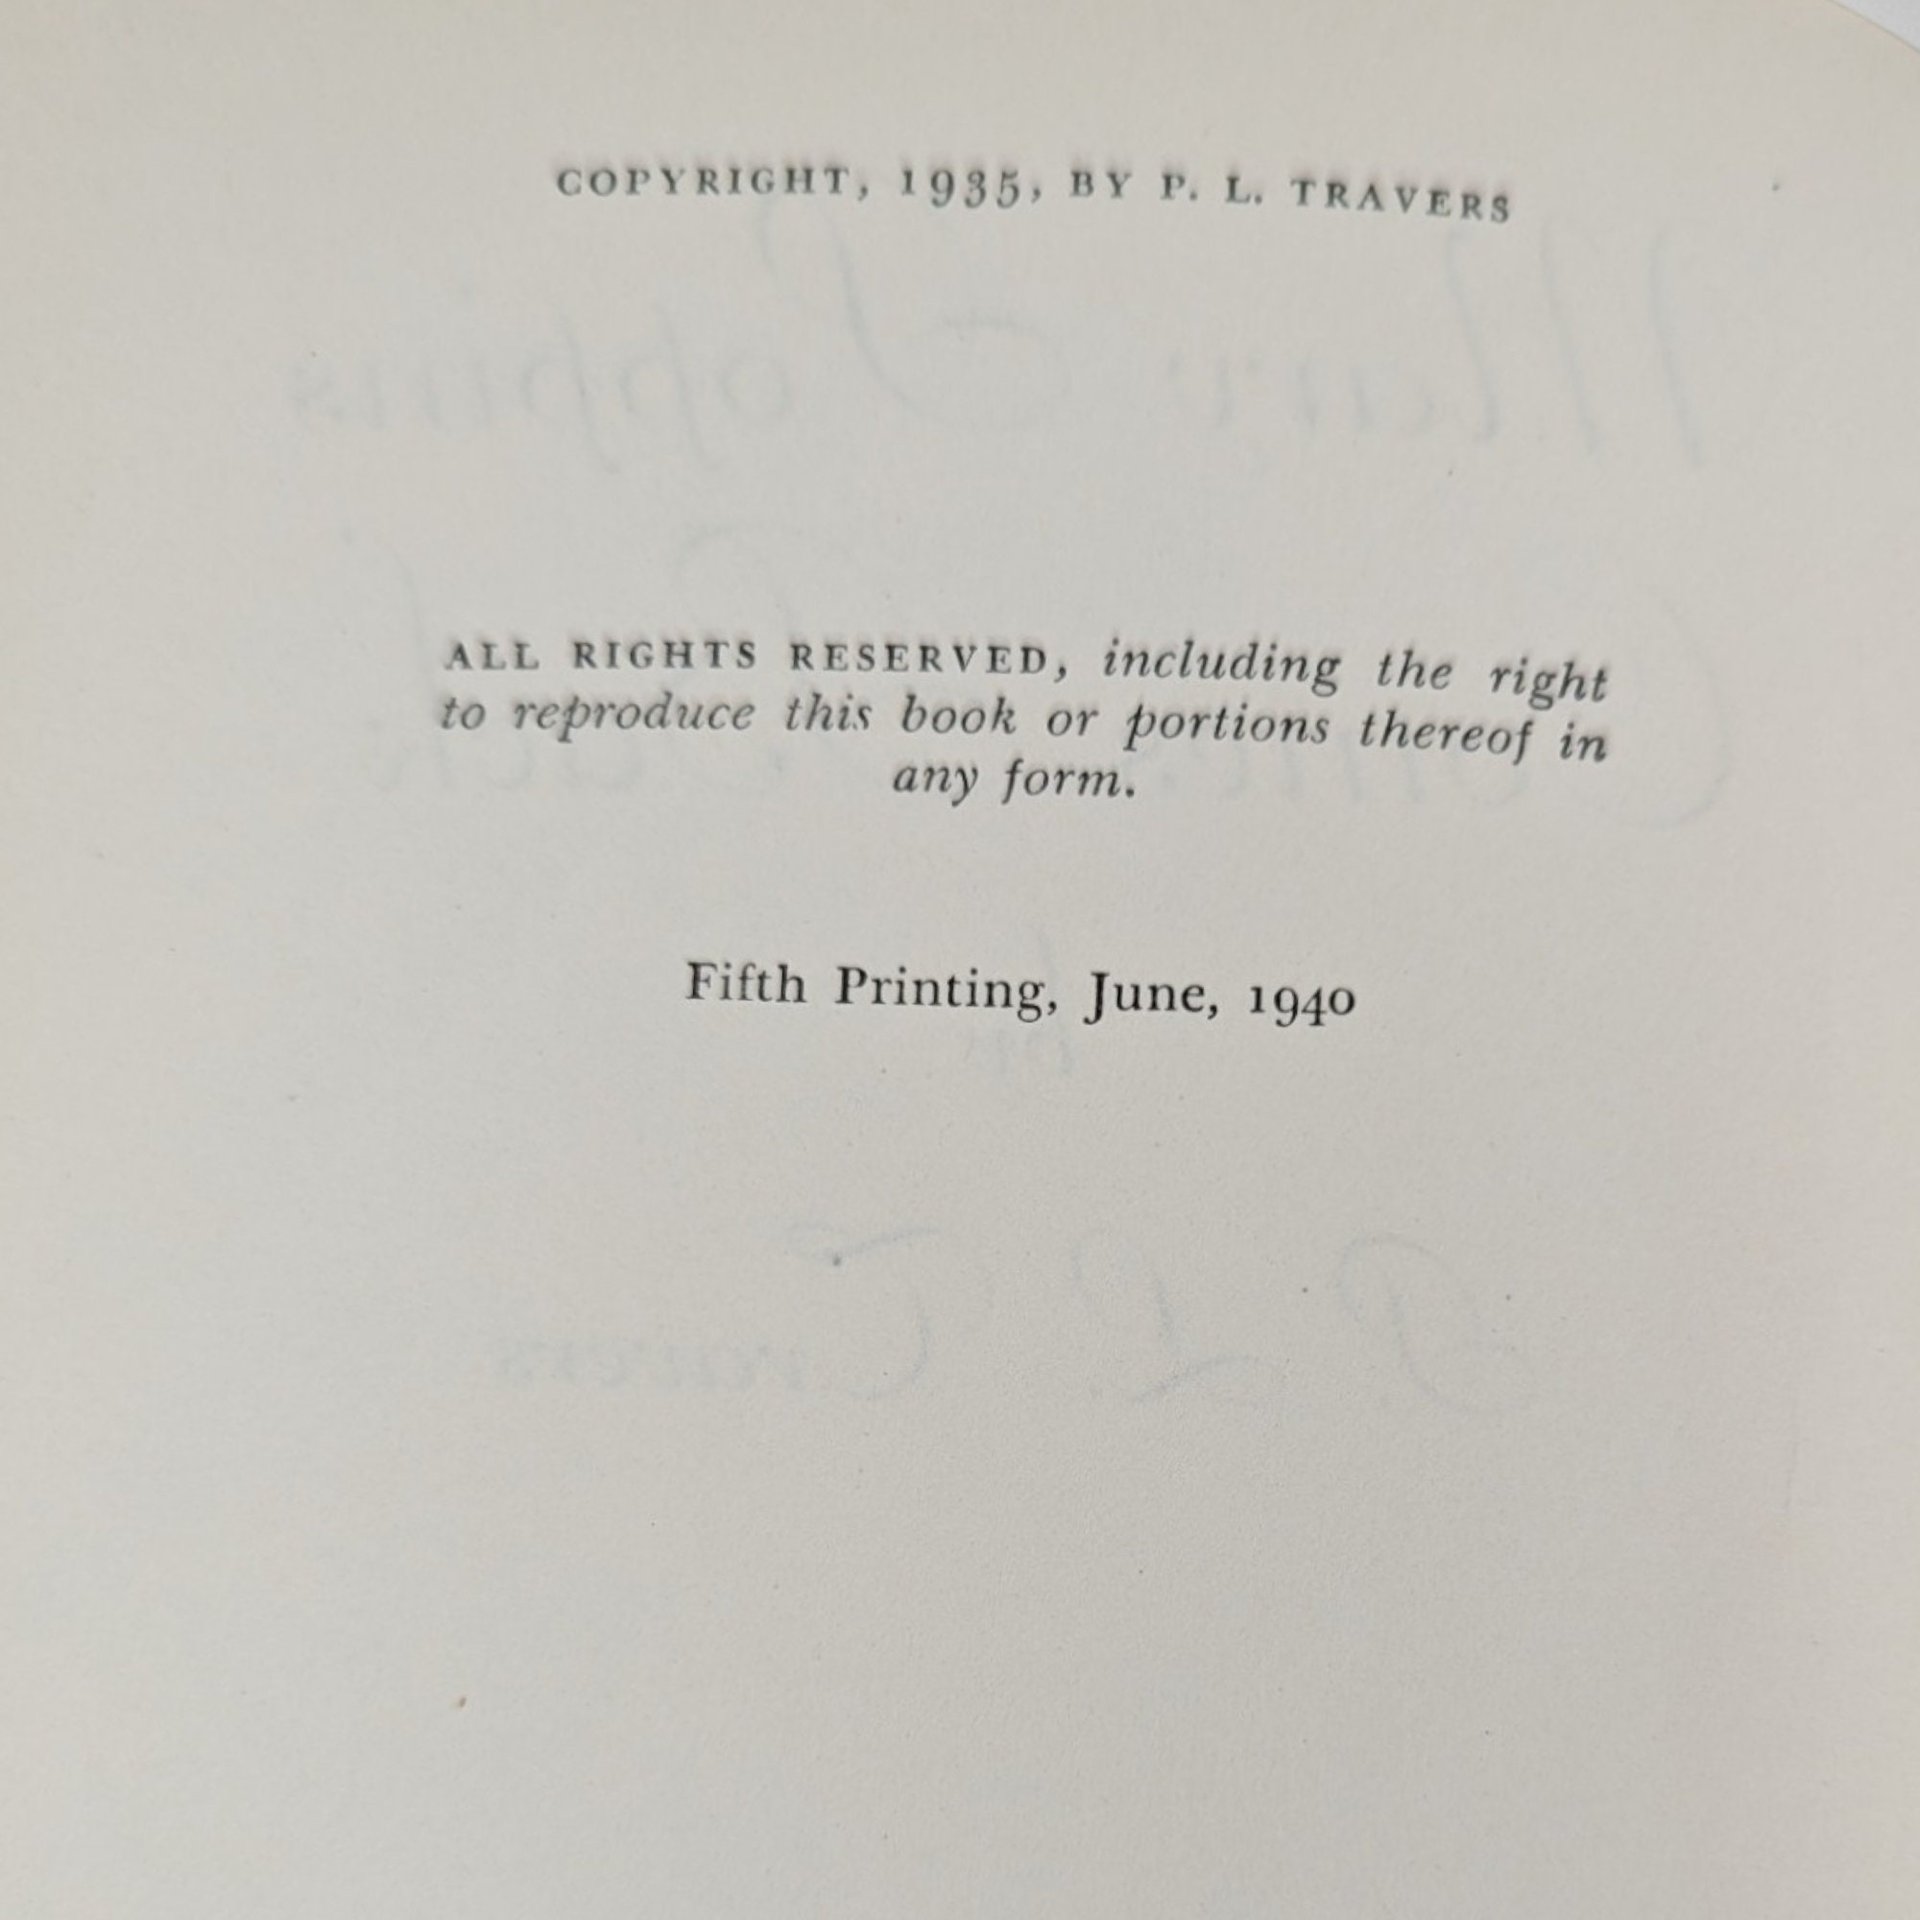 COPYRIGHT, 1935, BY P. L. TRAVERS
ALL RIGHTS RESERVED, including the right
to reproduce this book or portions thereof in
any form.
Fifth Printing, June, 1940